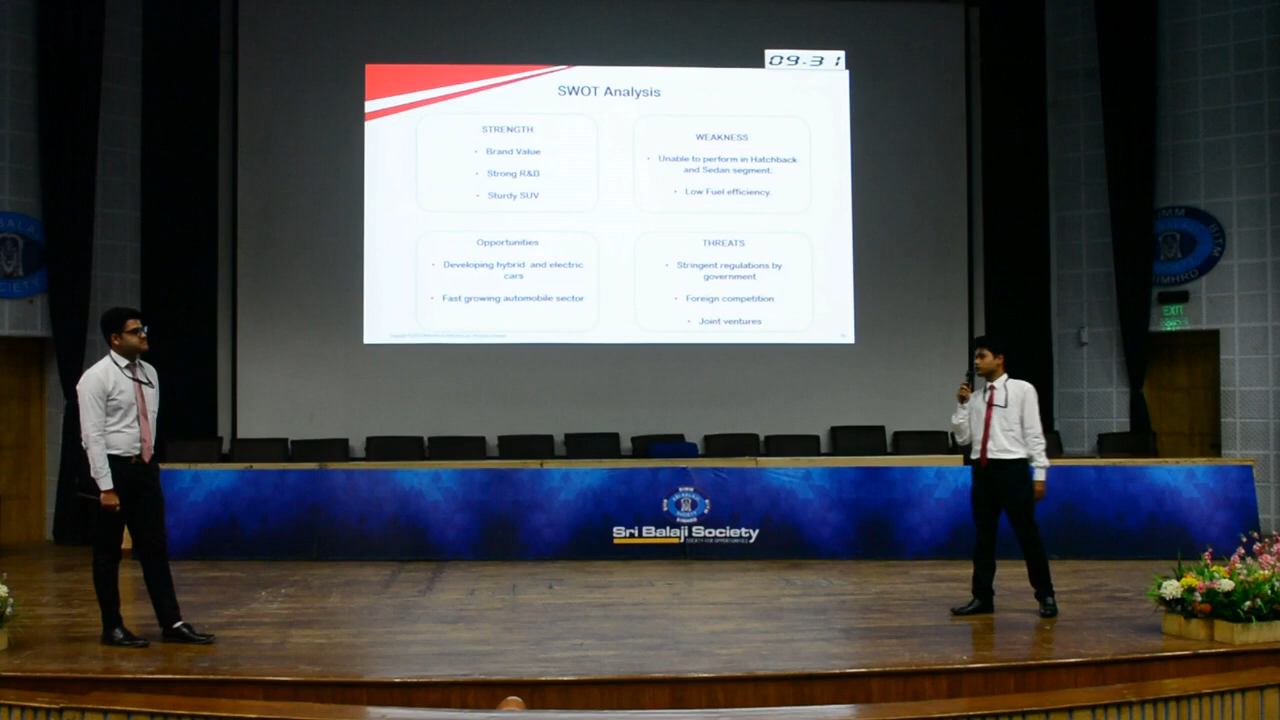 09.31
SWOT Analysis
STRENGTH
• Brand Value
• Strong R&D
• Sturdy SUV
WEAKNESS
• Unable to perform in Hatchback
and Sedan segment.
• Low Fuel efficiency.
Opportunities
• Developing hybrid and electric
cars
• Fast growing automobile sector
THREATS
• Stringent regulations by
government
• Foreign competition
• Joint ventures
EXIT
Sri Balaji Society